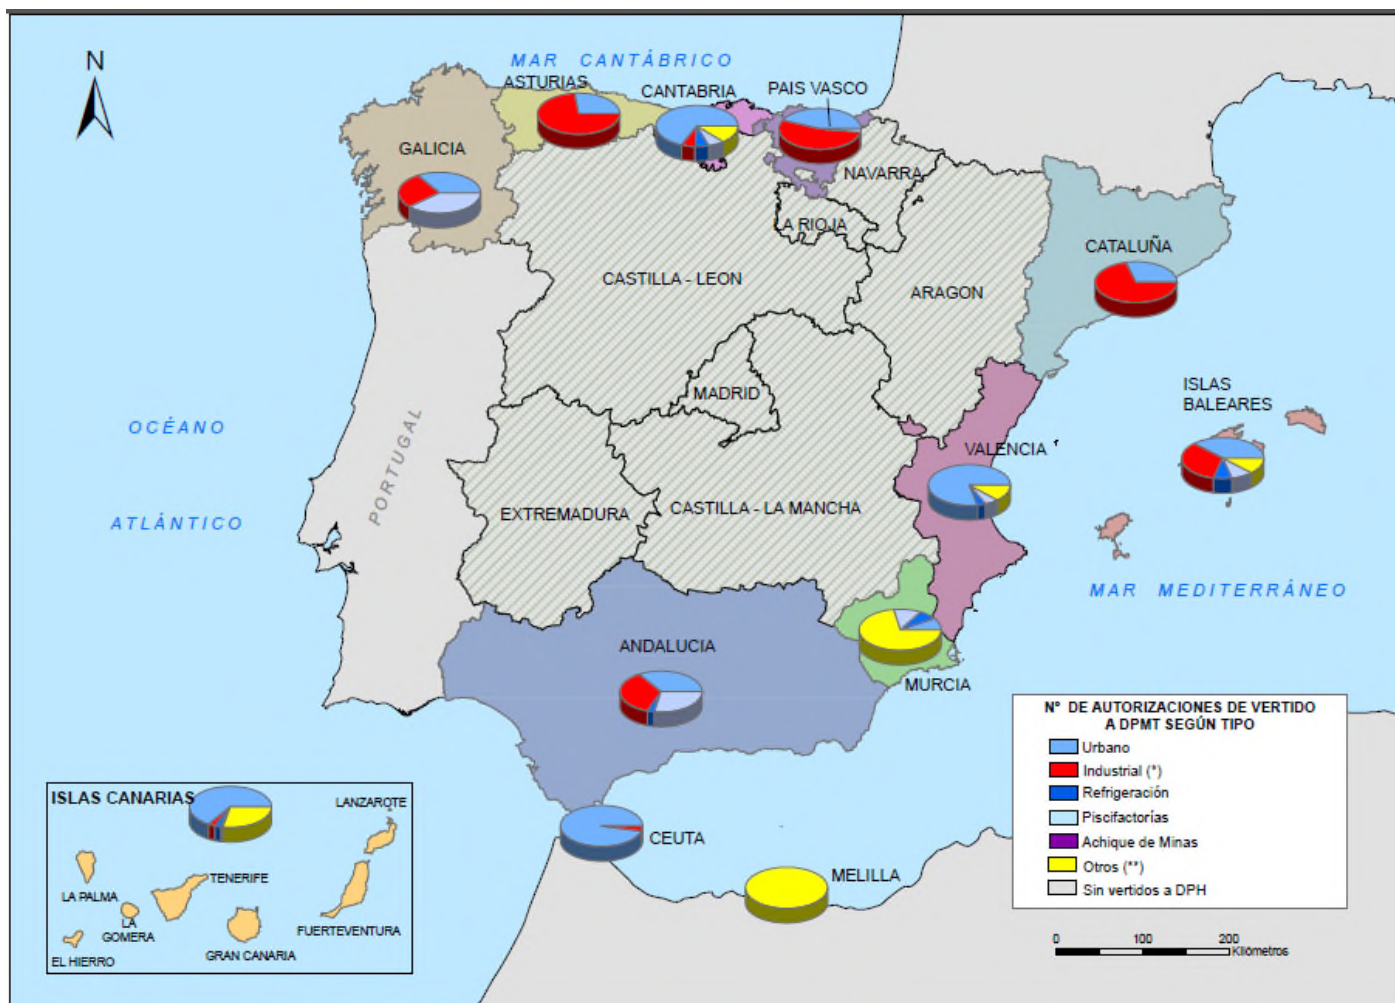 N
MAR CANTÁBRICO
ASTURIAS
CANTABRIA
PAIS VASCO
GALICIA
NAVARRA
LA RIOJA
CATALUÑA
CASTILLA - LEON
ARAGON
MADRID
ISLAS
BALEARES
OCÉANO
ATLÁNTICO
PORTUGAL
VALENCIA
EXTREMADURA
CASTILLA - LA MANCHA
MAR MEDITERRÁNEO
ANDALUCIA
MURCIA
Nº DE AUTORIZACIONES DE VERTIDO
A DPMT SEGÚN TIPO
Urbano
Industrial (*)
Refrigeración
Piscifactorías
Achique de Minas
Otros (**)
Sin vertidos a DPH
ISLAS CANARIAS
LANZAROTE
LA PALMA
TENERIFE
LA
GOMERA
FUERTEVENTURA
EL HIERRO
GRAN CANARIA
CEUTA
MELILLA
0 100 200
Kilómetros